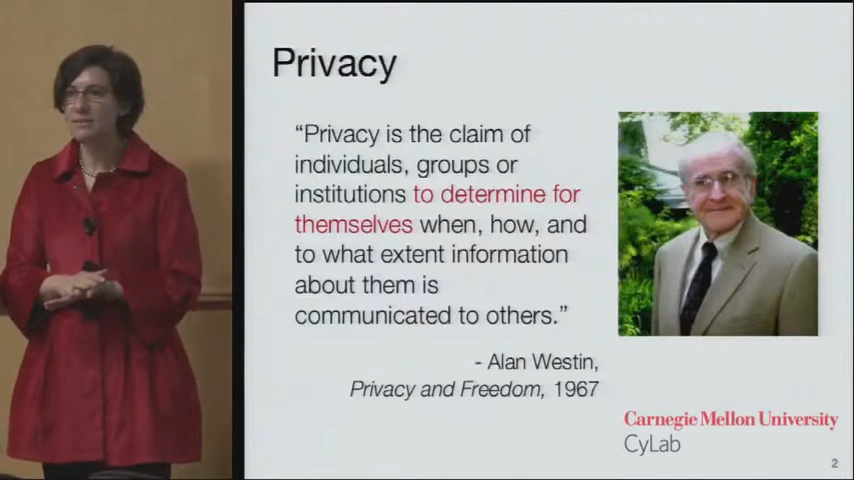 Privacy
“Privacy is the claim of
individuals, groups or
institutions to determine for
themselves when, how, and
to what extent information
about them is
communicated to others.”
- Alan Westin,
Privacy and Freedom, 1967
Carnegie Mellon University
CyLab
2